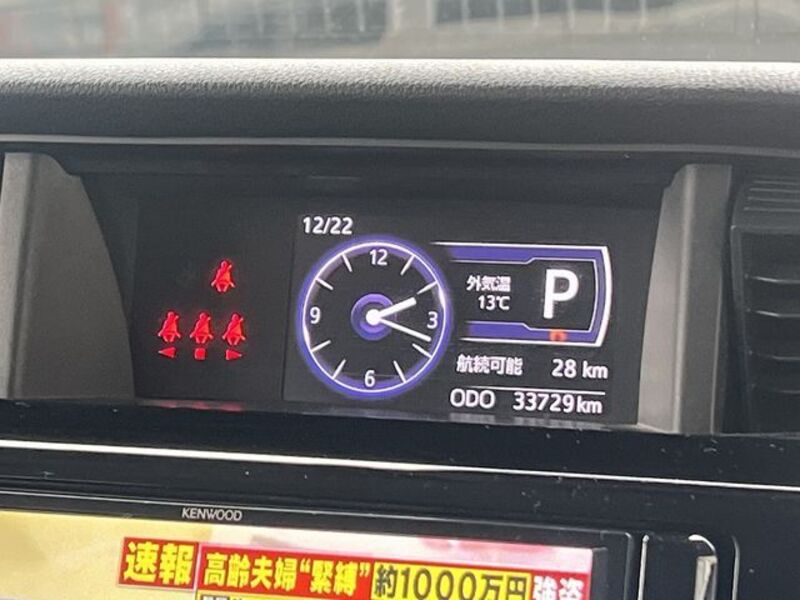 12/22
12
3
6
9
外気温
13℃
P
航続可能 28 km
ODO 33729km
KENWOOD
速報 高齢夫婦“緊縛” 約1000万円 強盗